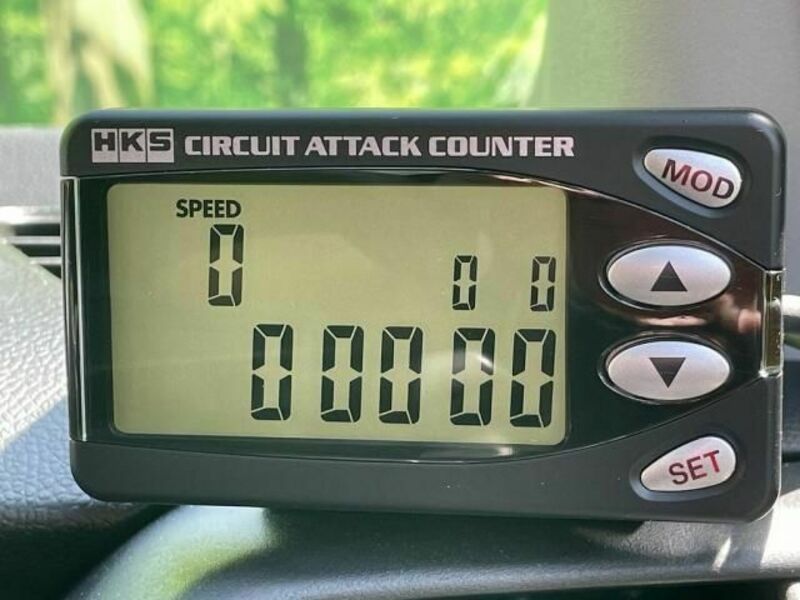 HKS CIRCUIT ATTACK COUNTER
MOD
SPEED
0
0 0
00000
▲
▼
SET